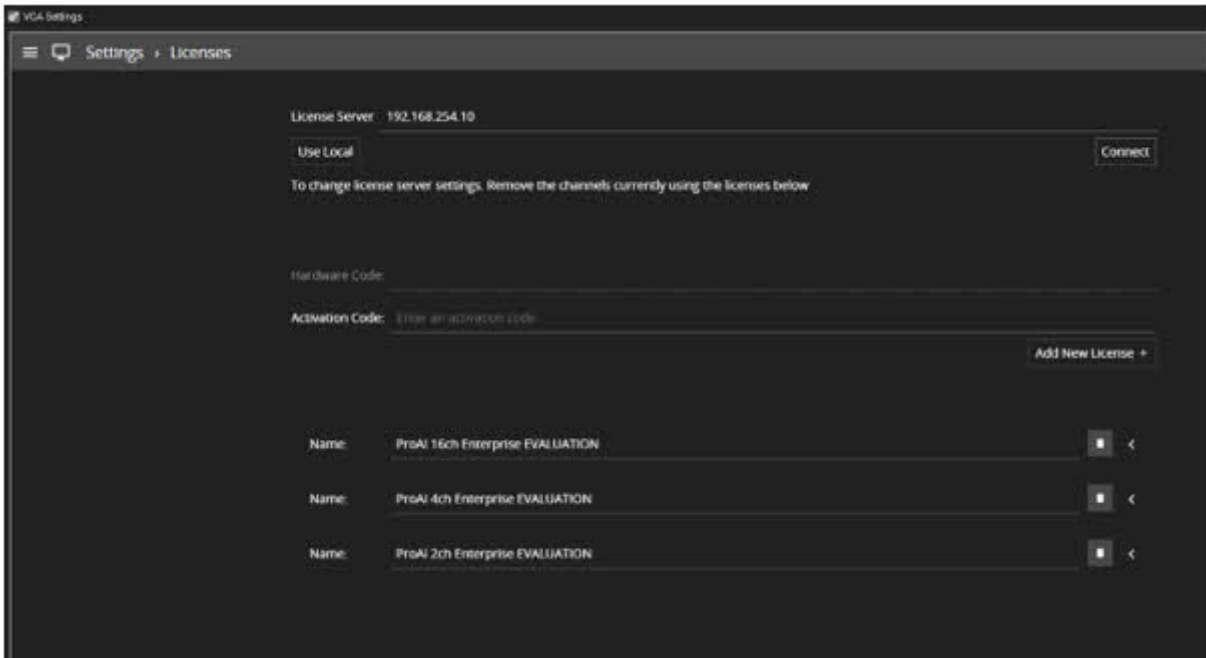 VCA Settings
Settings › Licenses
License Server 192.168.254.10
Use Local
Connect
To change license server settings. Remove the channels currently using the licenses below
Hardware Code:
Activation Code: Enter an activation code
Add New License +
Name: ProAI 16ch Enterprise EVALUATION
Name: ProAI 4ch Enterprise EVALUATION
Name: ProAI 2ch Enterprise EVALUATION